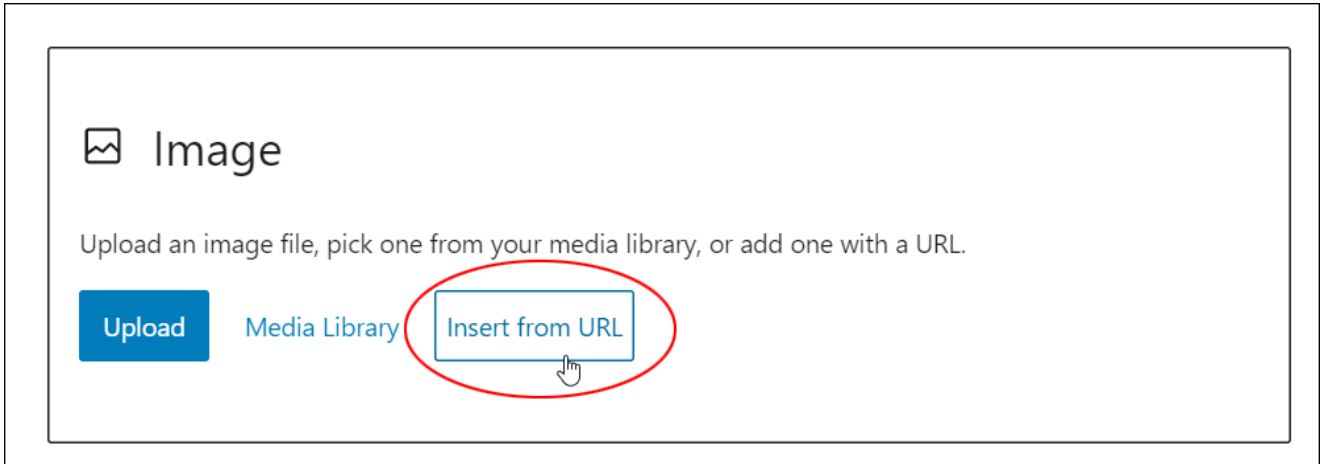 Image
Upload an image file, pick one from your media library, or add one with a URL.
Upload Media Library Insert from URL